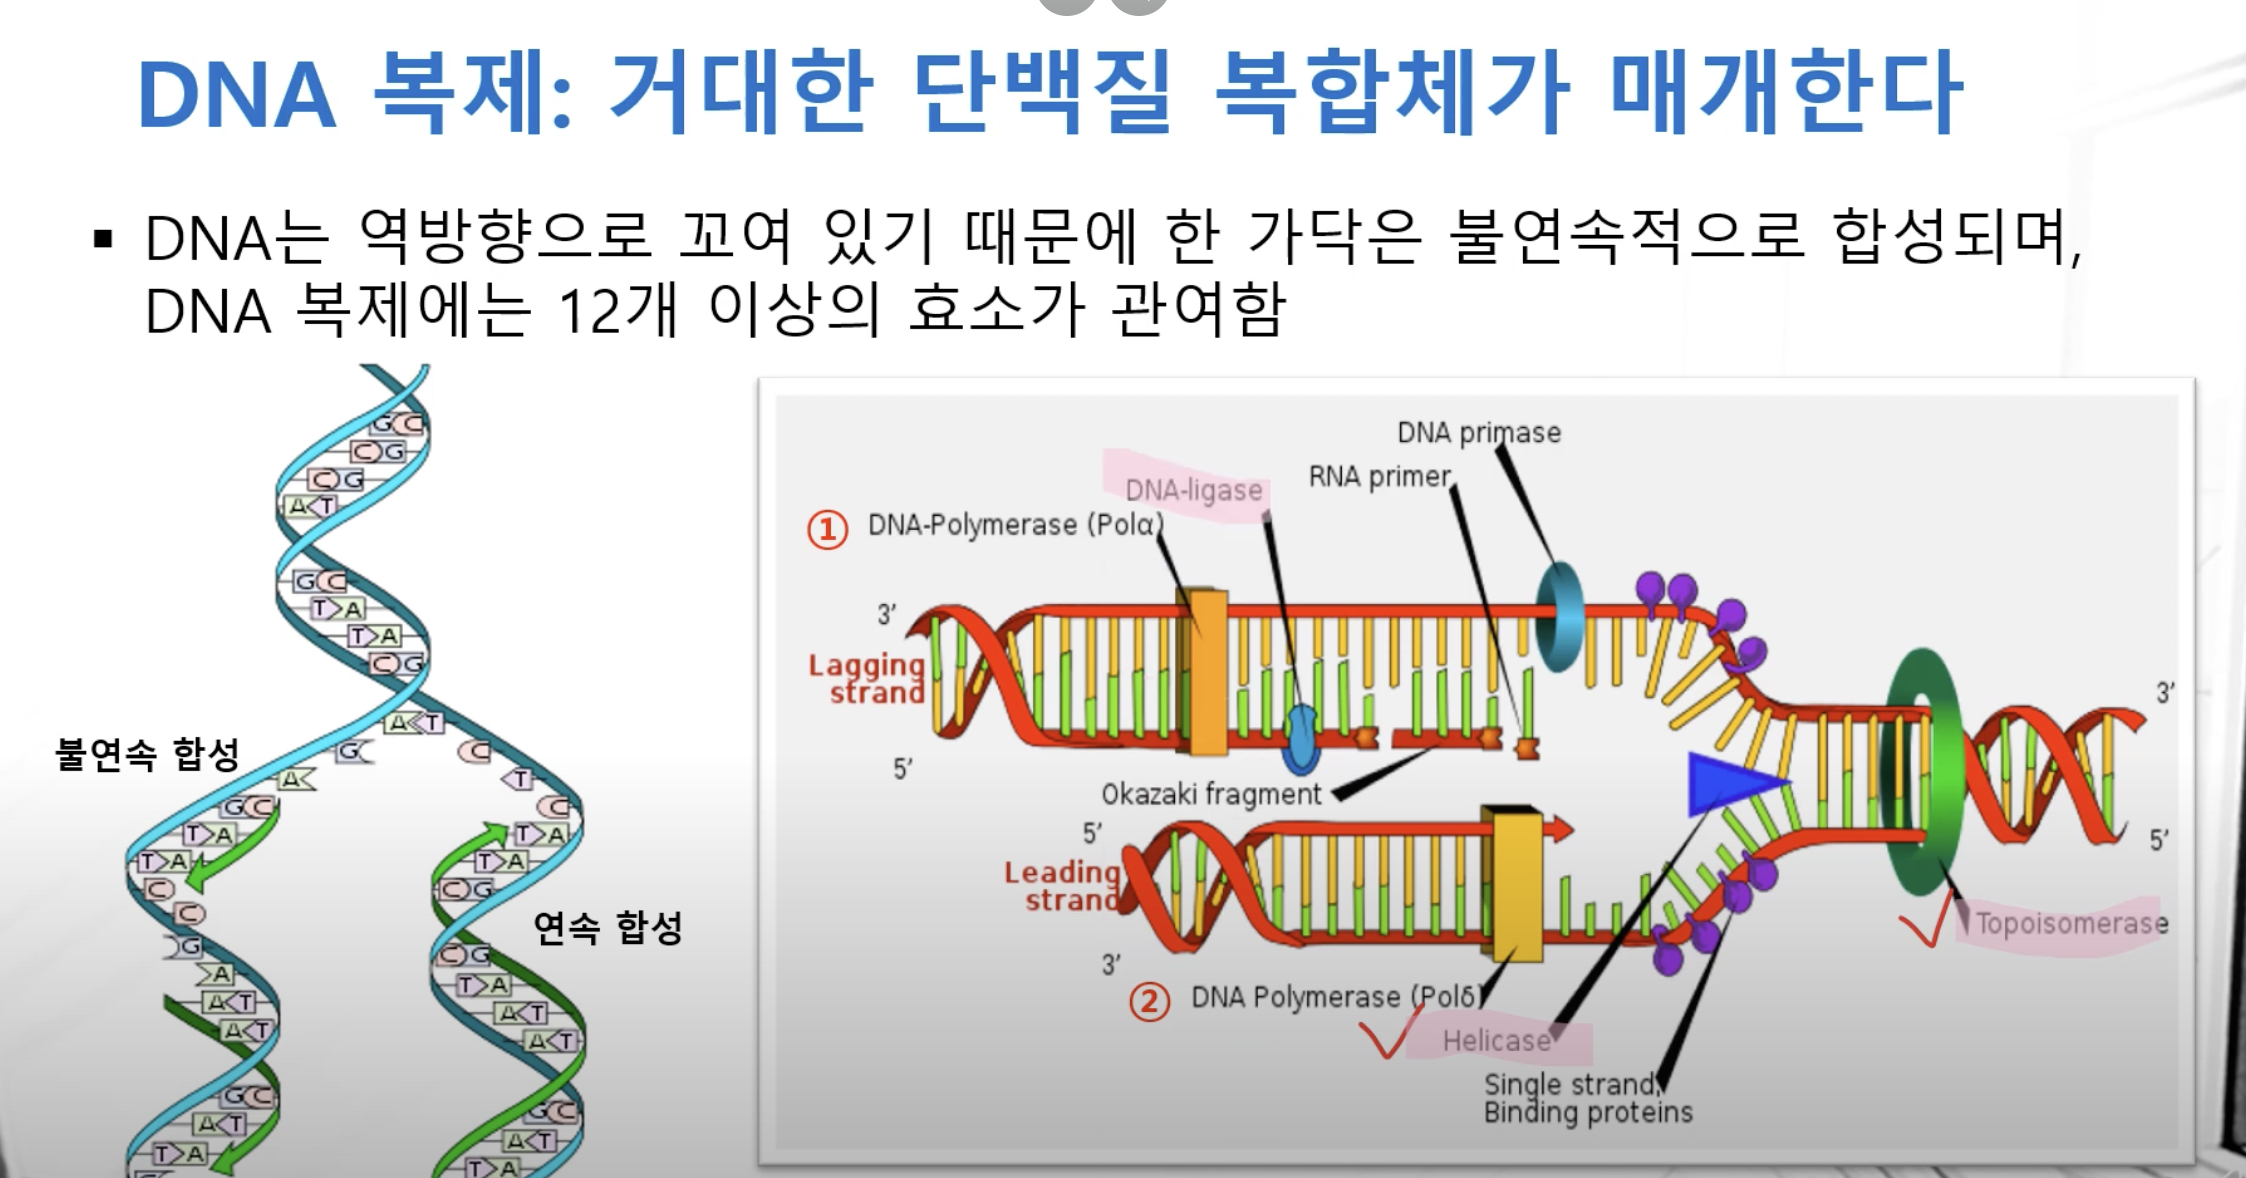 DNA 복제: 거대한 단백질 복합체가 매개한다
▪ DNA는 역방향으로 꼬여 있기 때문에 한 가닥은 불연속적으로 합성되며,
DNA 복제에는 12개 이상의 효소가 관여함
G C
C G
C G
A T
G C
T A
T A
C G
A T
G C
A T
불연속 합성
G C C
T A T A
T A T A
C C G
C
G C G
A T A
A T A T
A T A T
G C G C
A T A T
T A T A
연속 합성
DNA primase
RNA primer
DNA-ligase
① DNA-Polymerase (Polα)
3’
Lagging
strand
5’
Okazaki fragment
3’
5’
5’
Leading
strand
3’
Topoisomerase
② DNA Polymerase (Polδ)
Helicase
Single strand,
Binding proteins